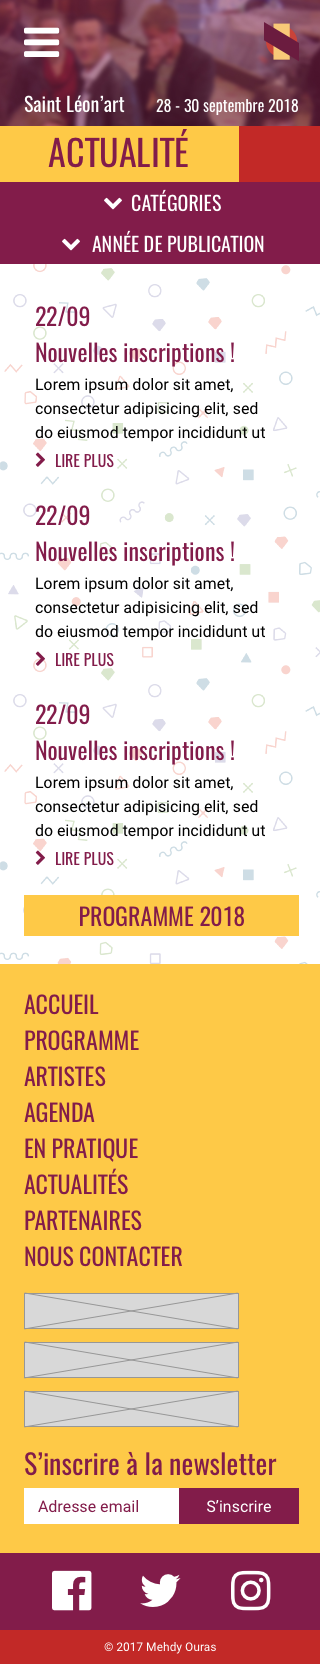 Saint Léon’art
28 - 30 septembre 2018
ACTUALITÉ
CATÉGORIES
ANNÉE DE PUBLICATION
22/09
Nouvelles inscriptions !
Lorem ipsum dolor sit amet,
consectetur adipisicing elit, sed
do eiusmod tempor incididunt ut
LIRE PLUS
22/09
Nouvelles inscriptions !
Lorem ipsum dolor sit amet,
consectetur adipisicing elit, sed
do eiusmod tempor incididunt ut
LIRE PLUS
22/09
Nouvelles inscriptions !
Lorem ipsum dolor sit amet,
consectetur adipisicing elit, sed
do eiusmod tempor incididunt ut
LIRE PLUS
PROGRAMME 2018
ACCUEIL
PROGRAMME
ARTISTES
AGENDA
EN PRATIQUE
ACTUALITÉS
PARTENAIRES
NOUS CONTACTER
S’inscrire à la newsletter
Adresse email
S’inscrire
© 2017 Mehdy Ouras